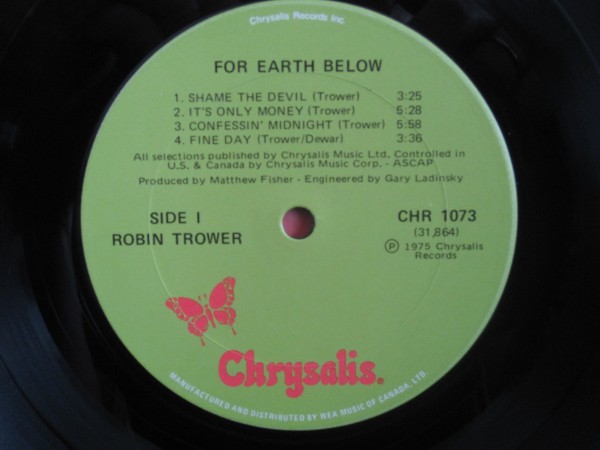 Chrysalis Records Inc.
FOR EARTH BELOW
1. SHAME THE DEVIL (Trower) 3:25
2. IT'S ONLY MONEY (Trower) 5:28
3. CONFESSIN' MIDNIGHT (Trower) 5:58
4. FINE DAY (Trower/Dewar) 3:36
All selections published by Chrysalis Music Ltd, Controlled in
U.S. & Canada by Chrysalis Music Corp. - ASCAP
Produced by Matthew Fisher - Engineered by Gary Ladinsky
SIDE I
ROBIN TROWER
CHR 1073
(31,864)
Ⓟ 1975 Chrysalis
Records
Chrysalis.
MANUFACTURED AND DISTRIBUTED BY WEA MUSIC OF CANADA, LTD.